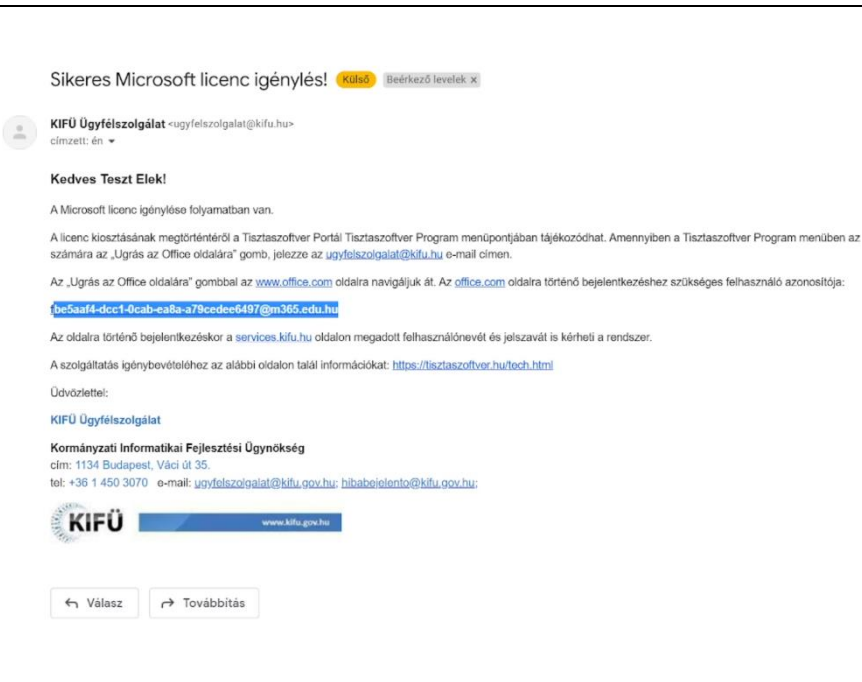 Sikeres Microsoft licenc igénylés! Külső Beérkező levelek x
KIFÜ Ügyfélszolgálat <ugyfelszolgalat@kifu.hu>
címzett: én
Kedves Teszt Elek!
A Microsoft licenc igénylése folyamatban van.
A licenc kiosztásának megtörténtéről a Tisztaszoftver Portál Tisztaszoftver Program menüpontjában tájékozódhat. Amennyiben a Tisztaszoftver Program menüben az
számára az „Ugrás az Office oldalára” gomb, jelezze az ugyfelszolgalat@kifu.hu e-mail címen.
Az „Ugrás az Office oldalára” gombbal az www.office.com oldalra navigáljuk át. Az office.com oldalra történő bejelentkezéshez szükséges felhasználó azonosítója:
fbe5aaf4-dcc1-0cab-ea8a-a79cedee6497@m365.edu.hu
Az oldalra történő bejelentkezéskor a services.kifu.hu oldalon megadott felhasználónevét és jelszavát is kérheti a rendszer.
A szolgáltatás igénybevételéhez az alábbi oldalon talál információkat: https://tisztaszoftver.hu/tech.html
Üdvözlettel:
KIFÜ Ügyfélszolgálat
Kormányzati Informatikai Fejlesztési Ügynökség
cím: 1134 Budapest, Váci út 35.
tel: +36 1 450 3070 e-mail: ugyfelszolgalat@kifu.gov.hu; hibabejelento@kifu.gov.hu;
KIFÜ www.kifu.gov.hu
Válasz Továbbítás